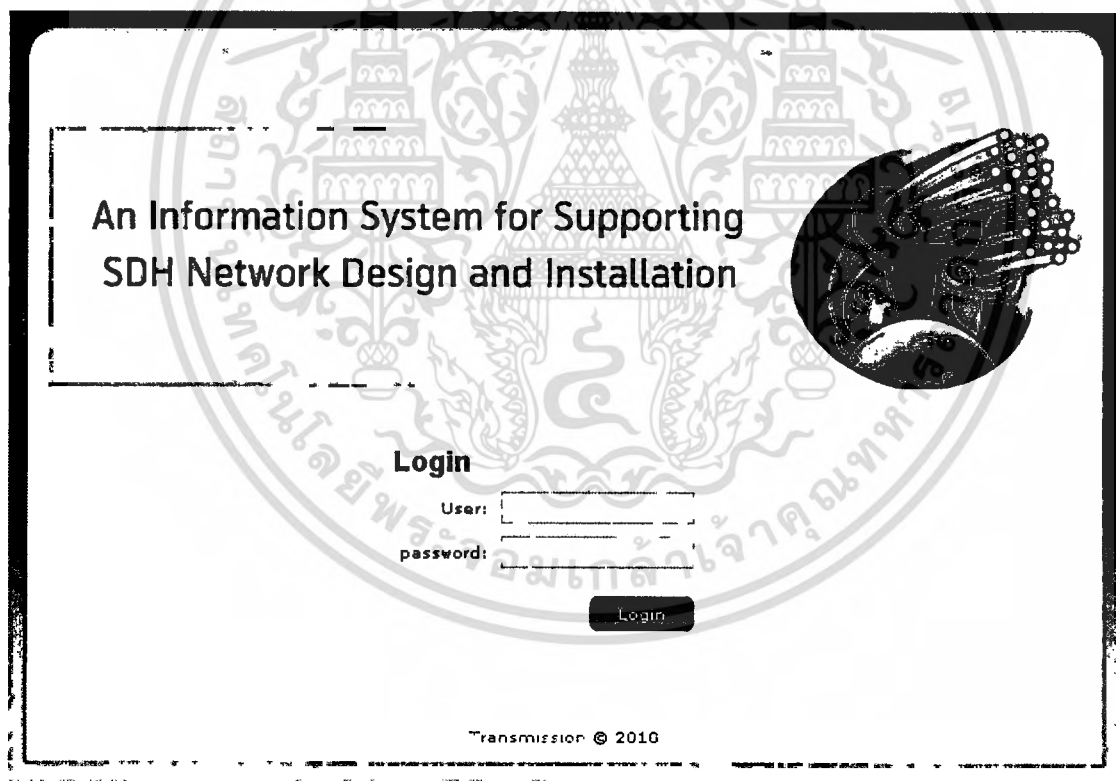 An Information System for Supporting
SDH Network Design and Installation
Login
User:
password:
Login
Transmission © 2010